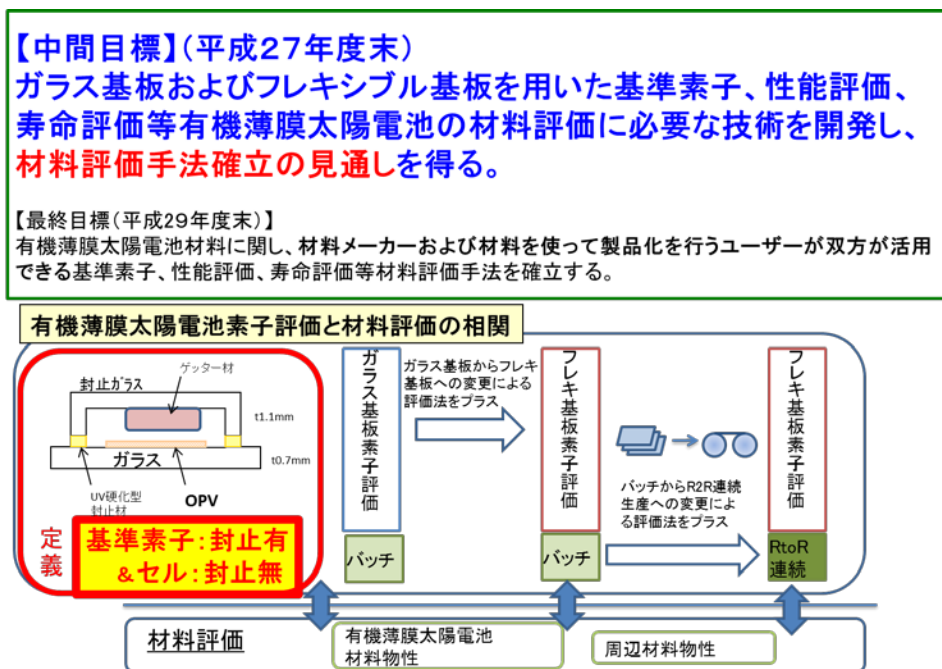 【中間目標】(平成27年度末)
ガラス基板およびフレキシブル基板を用いた基準素子、性能評価、
寿命評価等有機薄膜太陽電池の材料評価に必要な技術を開発し、
材料評価手法確立の見通しを得る。
【最終目標(平成29年度末)】
有機薄膜太陽電池材料に関し、材料メーカーおよび材料を使って製品化を行うユーザーが双方が活用
できる基準素子、性能評価、寿命評価等材料評価手法を確立する。
有機薄膜太陽電池素子評価と材料評価の相関
ゲッター材
封止ガラス
t1.1mm
ガラス
t0.7mm
UV硬化型
封止材
OPV
定義
基準素子:封止有
&セル:封止無
ガラス基板素子評価
バッチ
ガラス基板からフレキ
基板への変更による
評価法をプラス
フレキ基板素子評価
バッチ
バッチからR2R連続
生産への変更によ
る評価法をプラス
フレキ基板素子評価
RtoR
連続
材料評価
有機薄膜太陽電池
材料物性
周辺材料物性